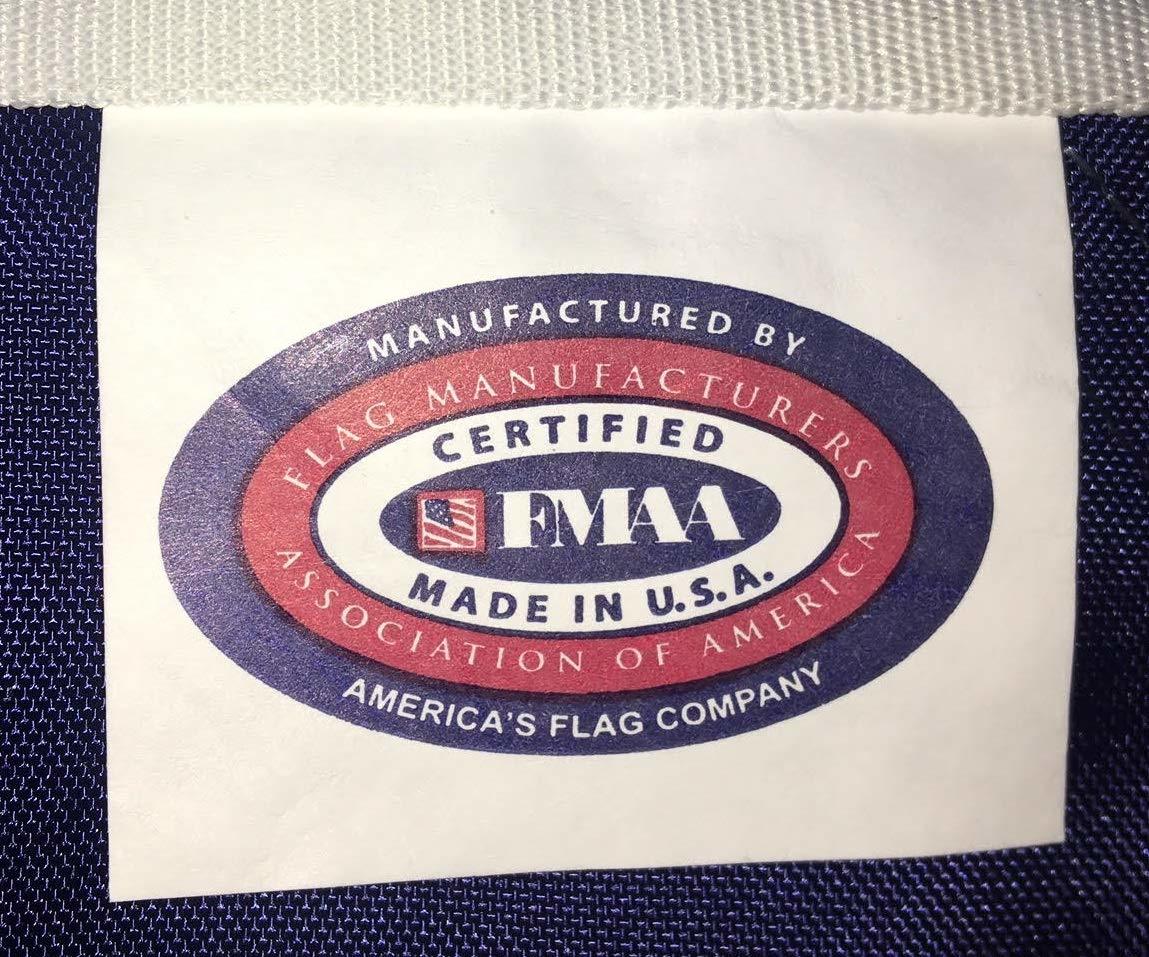 MANUFACTURED BY
FLAG MANUFACTURERS
CERTIFIED
FMAA
MADE IN U.S.A.
ASSOCIATION OF AMERICA
AMERICA'S FLAG COMPANY